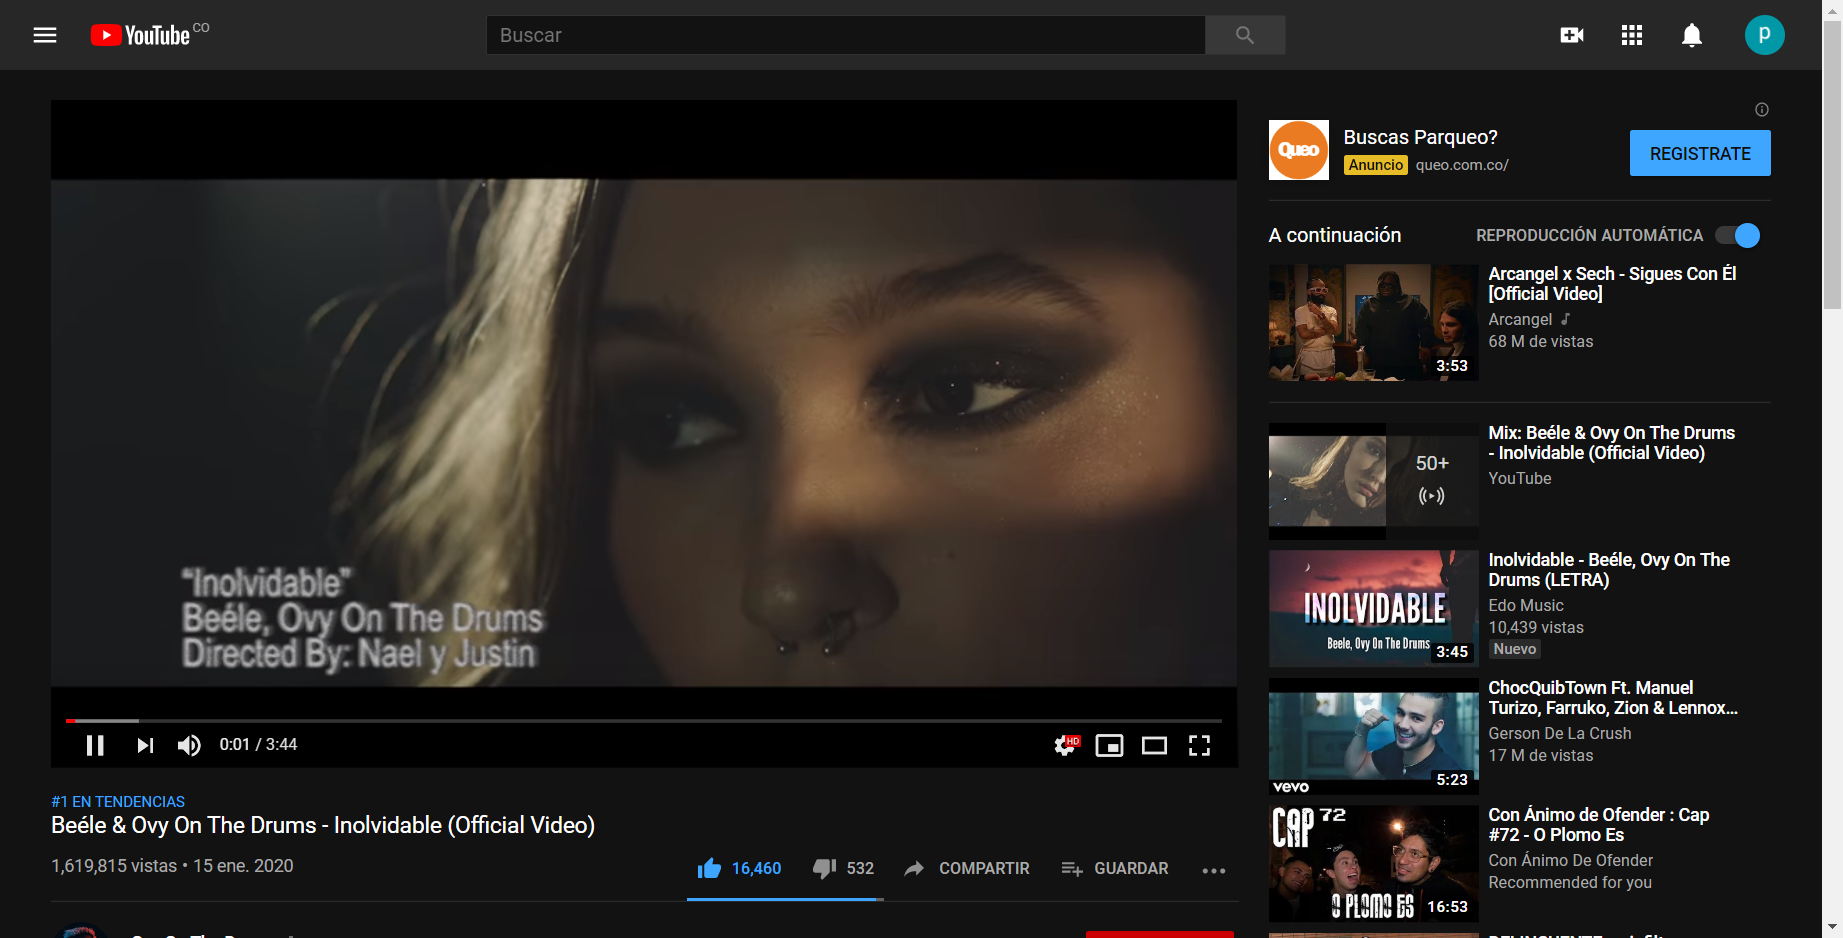 YouTube CO
Buscar
p
Queo
Buscas Parqueo?
Anuncio queo.com.co/
REGISTRATE
A continuación
REPRODUCCIÓN AUTOMÁTICA
Arcangel x Sech - Sigues Con Él
[Official Video]
Arcangel
68 M de vistas
3:53
Mix: Beéle & Ovy On The Drums
- Inolvidable (Official Video)
YouTube
50+
Inolvidable - Beéle, Ovy On The
Drums (LETRA)
Edo Music
10,439 vistas
Nuevo
INOLVIDABLE
Beele, Ovy On The Drums
3:45
ChocQuibTown Ft. Manuel
Turizo, Farruko, Zion & Lennox...
Gerson De La Crush
17 M de vistas
vevo
5:23
Con Ánimo de Ofender : Cap
#72 - O Plomo Es
Con Ánimo De Ofender
Recommended for you
CAP 72
O PLOMO ES
16:53
“Inolvidable”
Beéle, Ovy On The Drums
Directed By: Nael y Justin
0:01 / 3:44
HD
#1 EN TENDENCIAS
Beéle & Ovy On The Drums - Inolvidable (Official Video)
1,619,815 vistas • 15 ene. 2020
16,460
532
COMPARTIR
GUARDAR